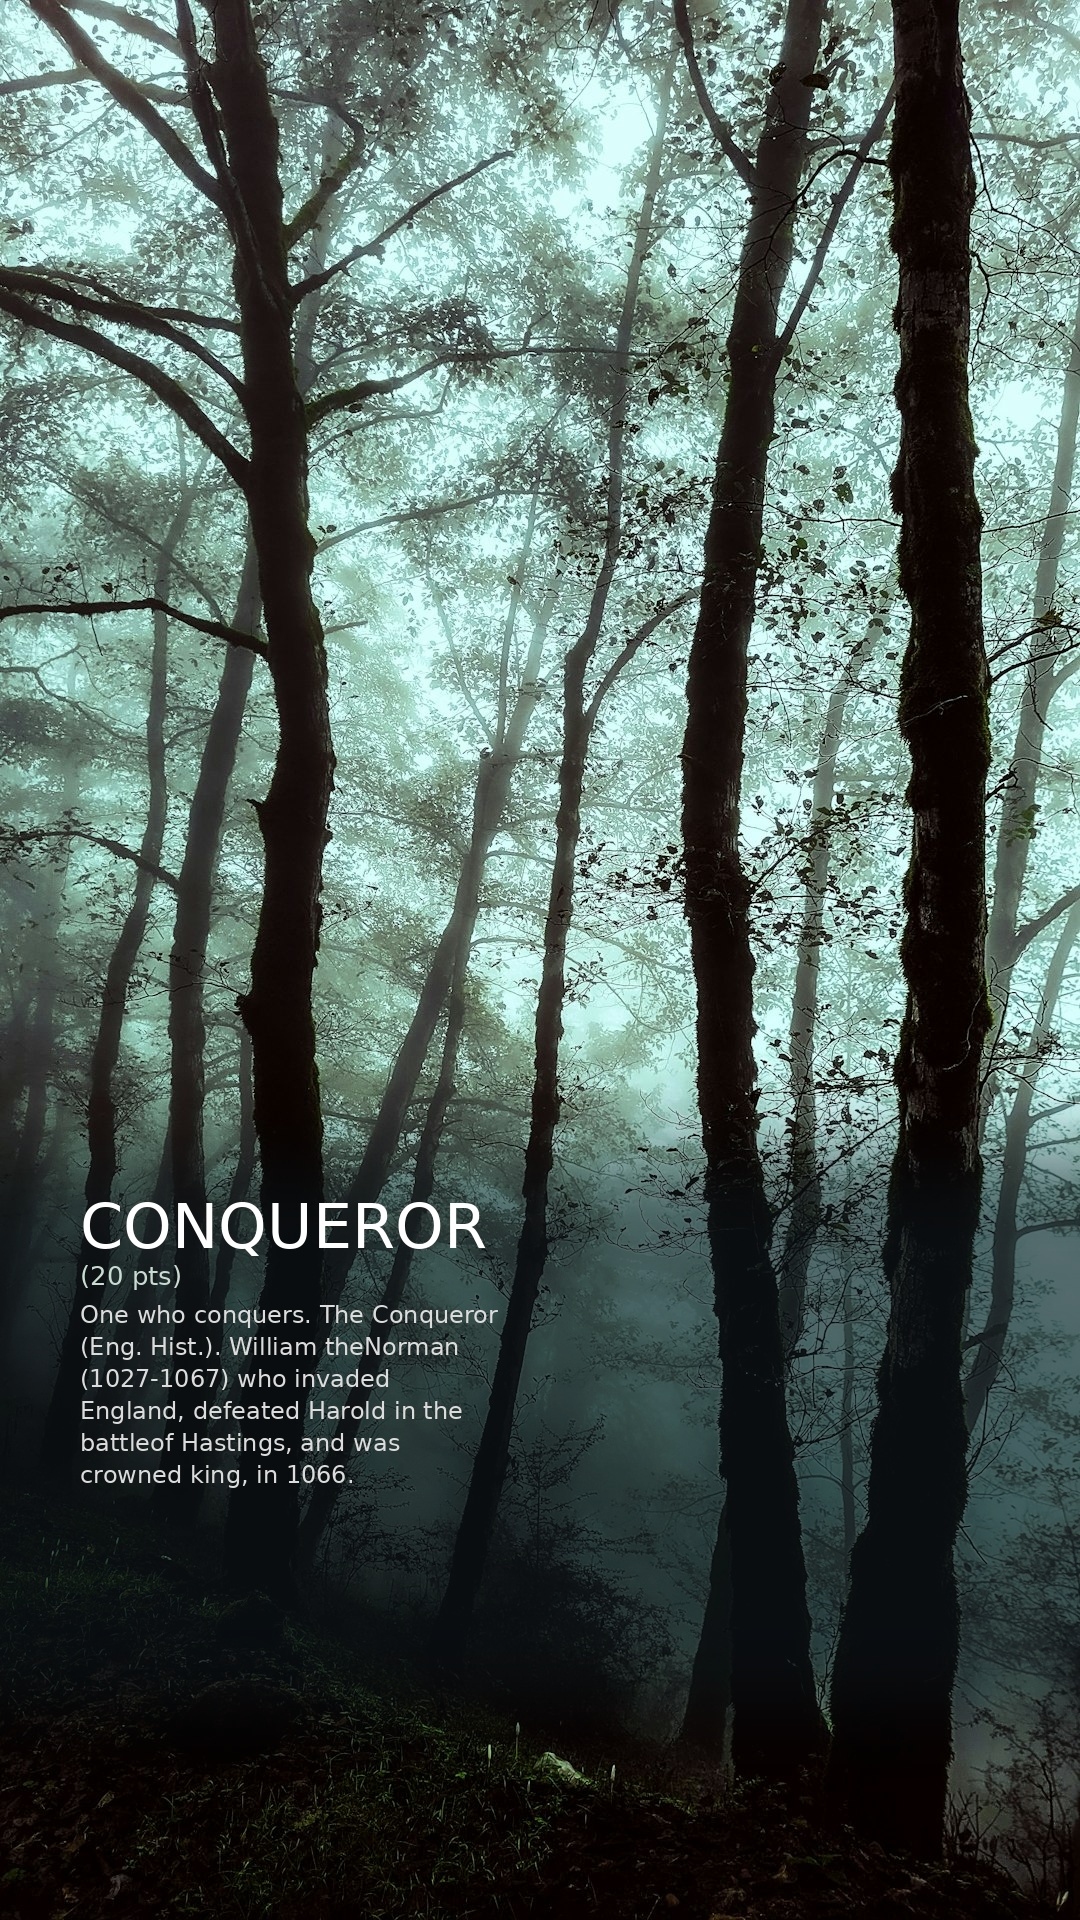 CONQUEROR
(20 pts)
One who conquers. The Conqueror
(Eng. Hist.). William theNorman
(1027-1067) who invaded
England, defeated Harold in the
battleof Hastings, and was
crowned king, in 1066.